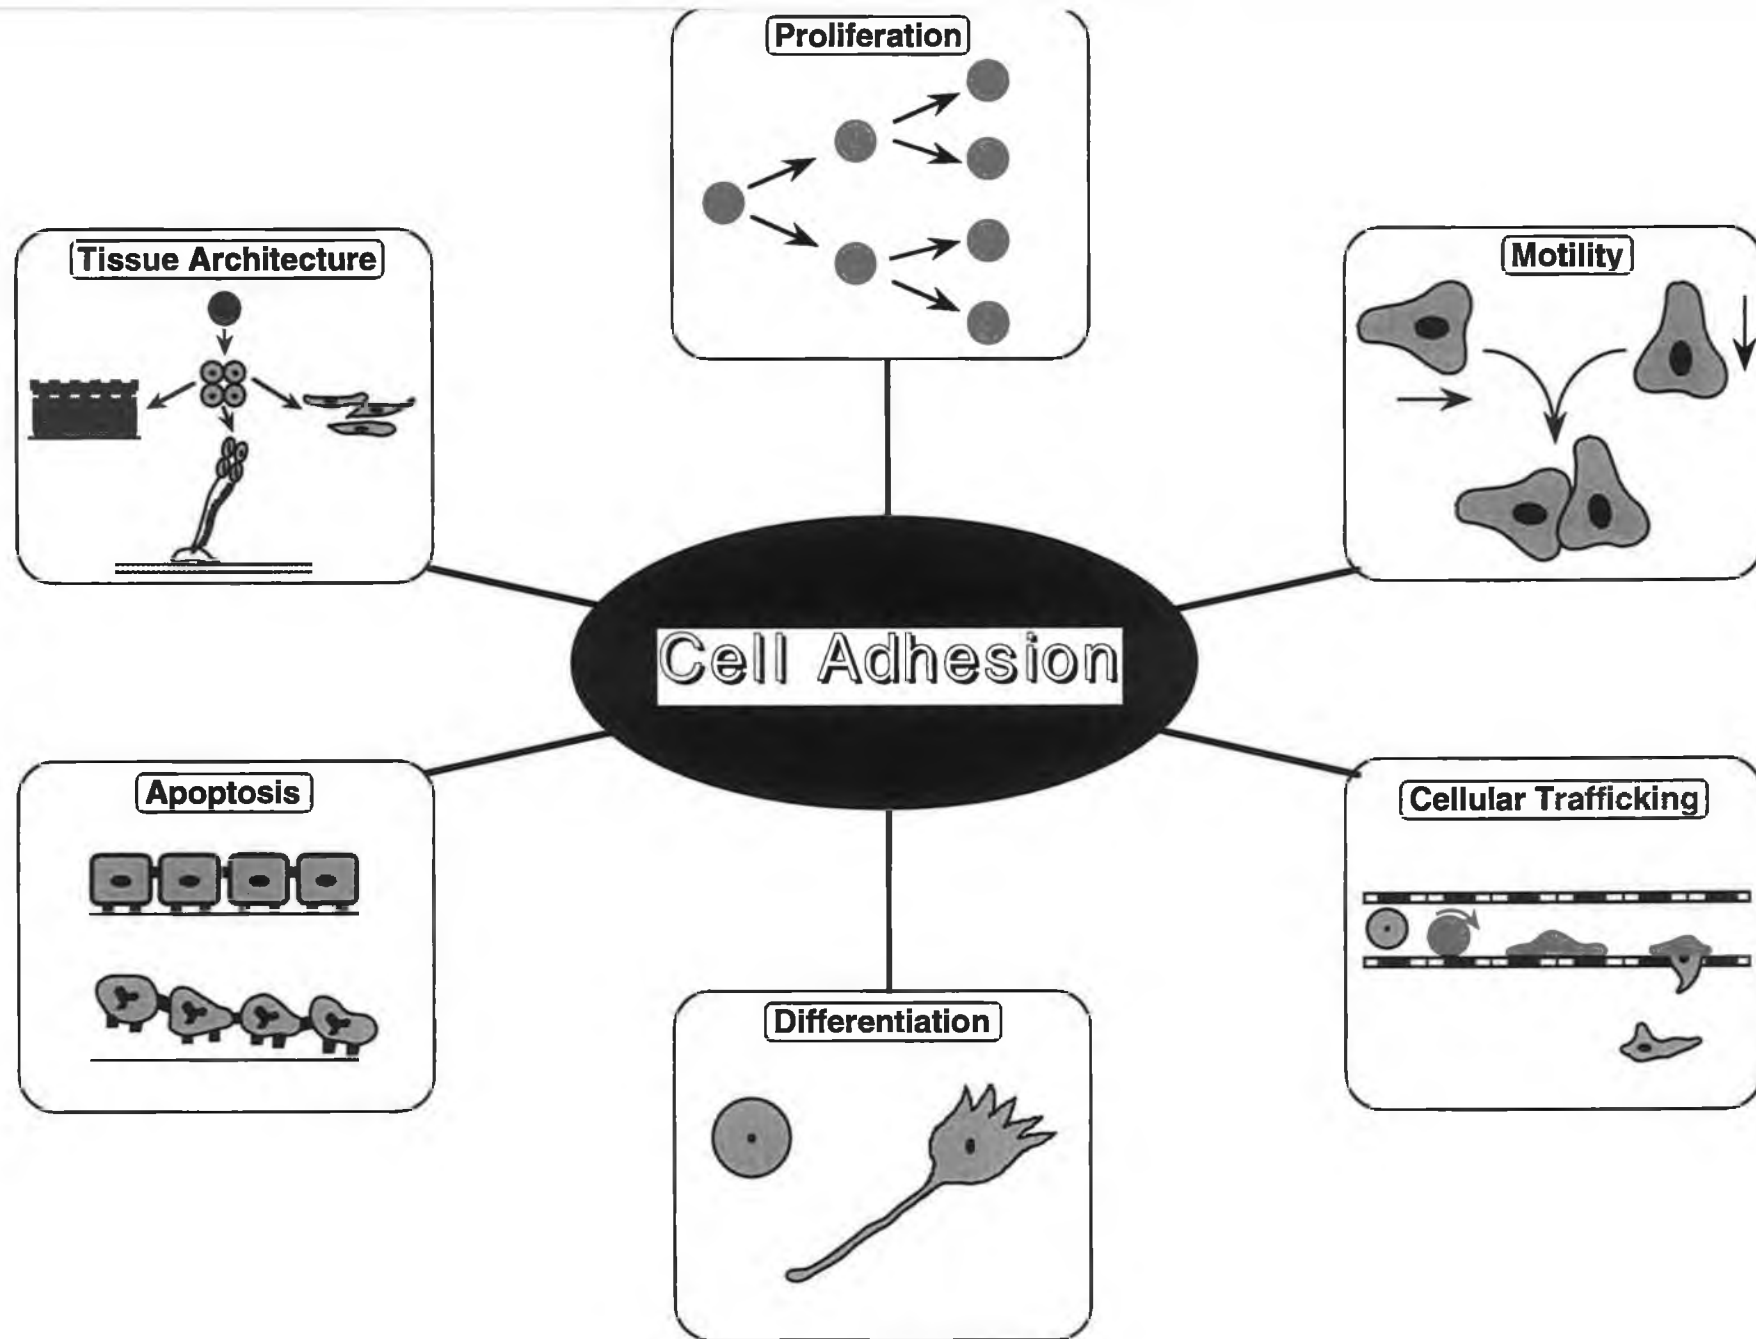 Proliferation
Tissue Architecture
Motility
Cell Adhesion
Apoptosis
Cellular Trafficking
Differentiation